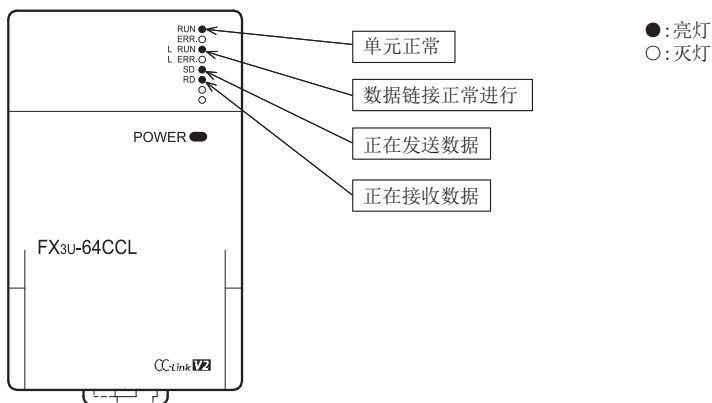 RUN ●
ERR.○
L RUN ●
L ERR.○
SD ●
RD ●
○
○
POWER
FX3U-64CCL
CC-Link V2
单元正常
数据链接正常进行
正在发送数据
正在接收数据
●:亮灯
○:灭灯